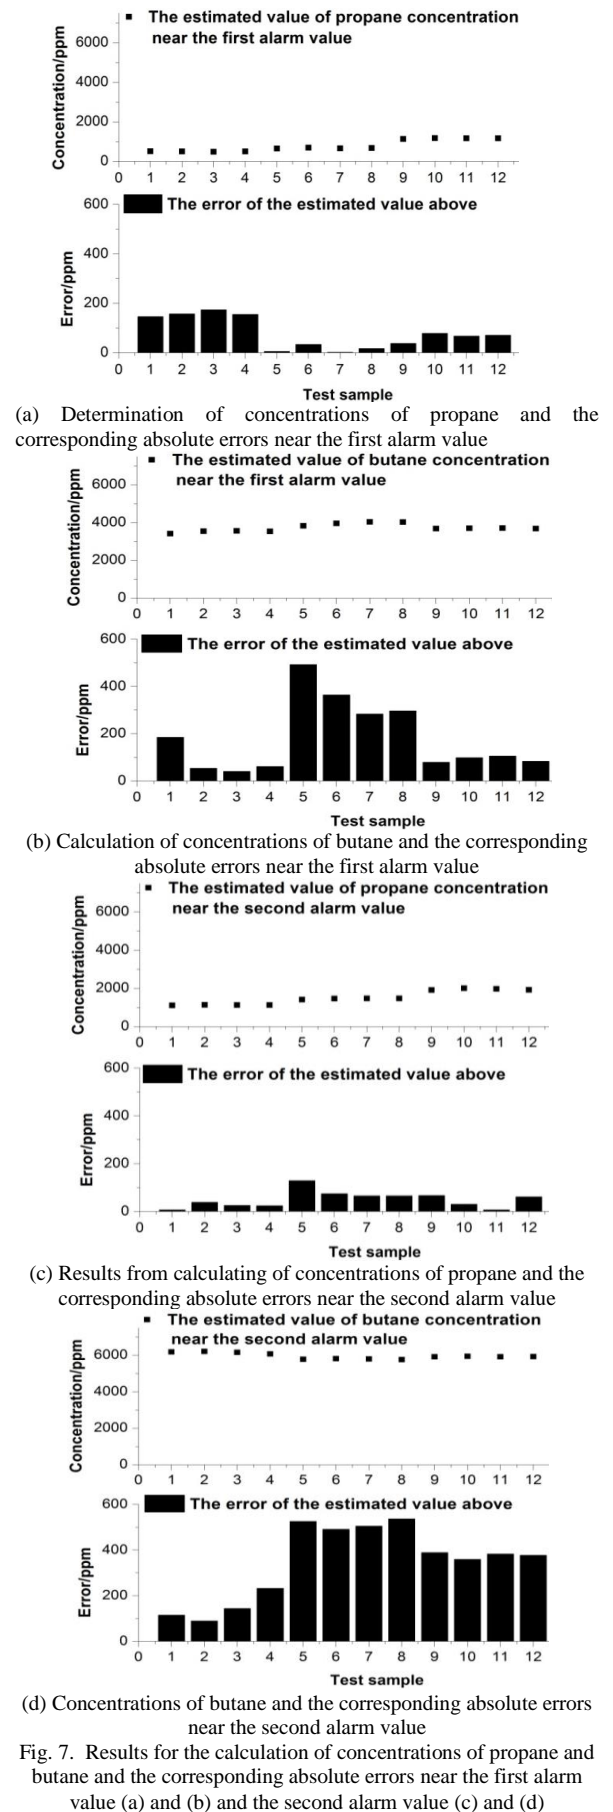 The estimated value of propane concentration
near the first alarm value
Concentration/ppm
6000
4000
2000
0
0 1 2 3 4 5 6 7 8 9 10 11 12
The error of the estimated value above
Error/ppm
600
400
200
0
0 1 2 3 4 5 6 7 8 9 10 11 12
Test sample
(a) Determination of concentrations of propane and the
corresponding absolute errors near the first alarm value
The estimated value of butane concentration
near the first alarm value
Concentration/ppm
6000
4000
2000
0
0 1 2 3 4 5 6 7 8 9 10 11 12
The error of the estimated value above
Error/ppm
600
400
200
0
0 1 2 3 4 5 6 7 8 9 10 11 12
Test sample
(b) Calculation of concentrations of butane and the corresponding
absolute errors near the first alarm value
The estimated value of propane concentration
near the second alarm value
Concentration/ppm
6000
4000
2000
0
0 1 2 3 4 5 6 7 8 9 10 11 12
The error of the estimated value above
Error/ppm
600
400
200
0
0 1 2 3 4 5 6 7 8 9 10 11 12
Test sample
(c) Results from calculating of concentrations of propane and the
corresponding absolute errors near the second alarm value
The estimated value of butane concentration
near the second alarm value
Concentration/ppm
6000
4000
2000
0
0 1 2 3 4 5 6 7 8 9 10 11 12
The error of the estimated value above
Error/ppm
600
400
200
0
0 1 2 3 4 5 6 7 8 9 10 11 12
Test sample
(d) Concentrations of butane and the corresponding absolute errors
near the second alarm value
Fig. 7. Results for the calculation of concentrations of propane and
butane and the corresponding absolute errors near the first alarm
value (a) and (b) and the second alarm value (c) and (d)